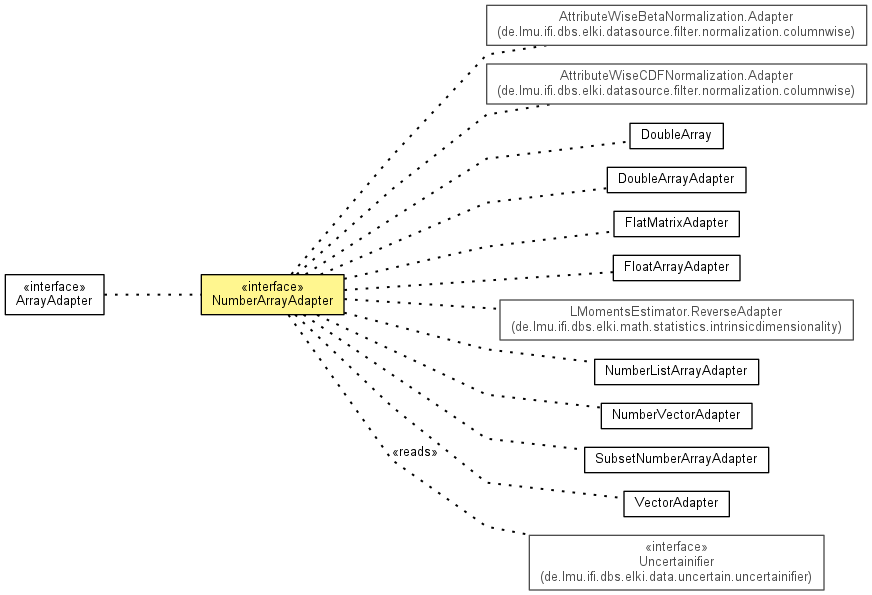 AttributeWiseBetaNormalization.Adapter
(de.lmu.ifi.dbs.elki.datasource.filter.normalization.columnwise)
AttributeWiseCDFNormalization.Adapter
(de.lmu.ifi.dbs.elki.datasource.filter.normalization.columnwise)
DoubleArray
DoubleArrayAdapter
FlatMatrixAdapter
FloatArrayAdapter
«interface»
ArrayAdapter
«interface»
NumberArrayAdapter
LMomentsEstimator.ReverseAdapter
(de.lmu.ifi.dbs.elki.math.statistics.intrinsicdimensionality)
NumberListArrayAdapter
NumberVectorAdapter
«reads»
SubsetNumberArrayAdapter
VectorAdapter
«interface»
Uncertainifier
(de.lmu.ifi.dbs.elki.data.uncertain.uncertainifier)